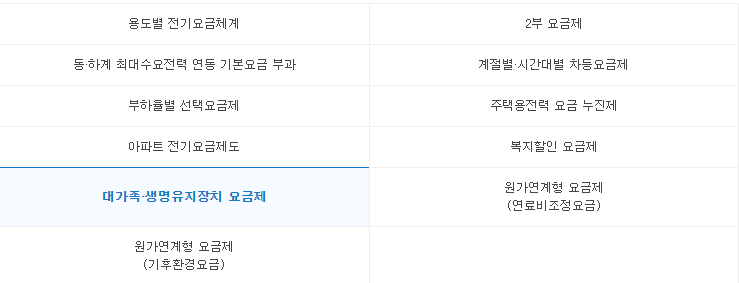 용도별 전기요금체계
2부 요금제
동·하계 최대수요전력 연동 기본요금 부과
계절별·시간대별 차등요금제
부하율별 선택요금제
주택용전력 요금 누진제
아파트 전기요금제도
복지할인 요금제
대가족·생명유지장치 요금제
원가연계형 요금제
(연료비조정요금)
원가연계형 요금제
(기후환경요금)